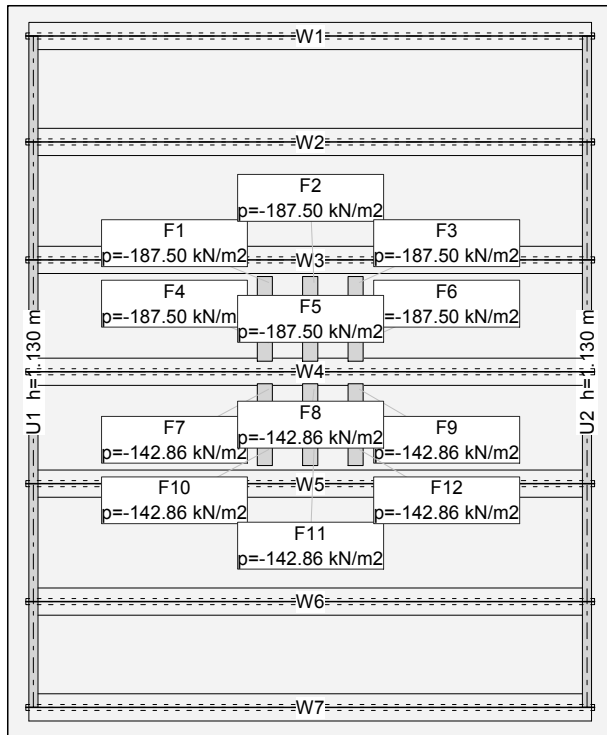 W1
W2
F2
p=-187.50 kN/m2
F1
p=-187.50 kN/m2
F3
p=-187.50 kN/m2
W3
F4
p=-187.50 kN/m
F5
p=-187.50 kN/m2
F6
p=-187.50 kN/m2
U1 h=1.130 m
W4
U2 h=1.130 m
F7
p=-142.86 kN/m2
F8
p=-142.86 kN/m2
F9
p=-142.86 kN/m2
W5
F10
p=-142.86 kN/m2
F11
p=-142.86 kN/m2
F12
p=-142.86 kN/m2
W6
W7